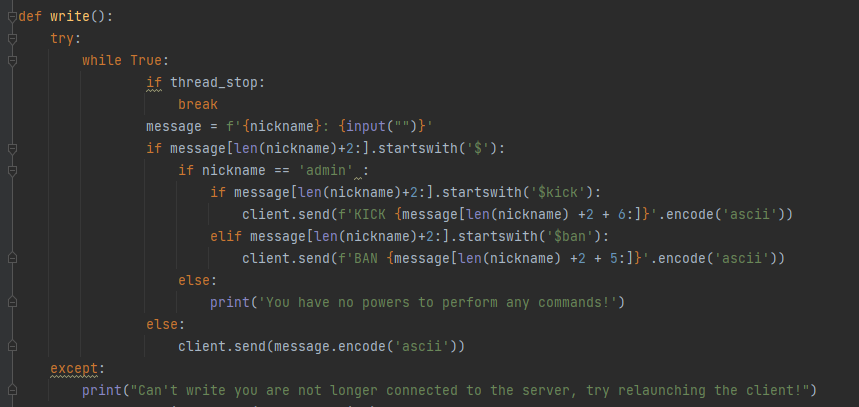 def write():
    try:
        while True:
                if thread_stop:
                    break
                message = f'{nickname}: {input("")}'
                if message[len(nickname)+2:].startswith('$'):
                    if nickname == 'admin' :
                        if message[len(nickname)+2:].startswith('$kick'):
                            client.send(f'KICK {message[len(nickname) +2 + 6:]}'.encode('ascii'))
                        elif message[len(nickname)+2:].startswith('$ban'):
                            client.send(f'BAN {message[len(nickname) +2 + 5:]}'.encode('ascii'))
                    else:
                        print('You have no powers to perform any commands!')
                else:
                    client.send(message.encode('ascii'))
    except:
        print("Can't write you are not longer connected to the server, try relaunching the client!")